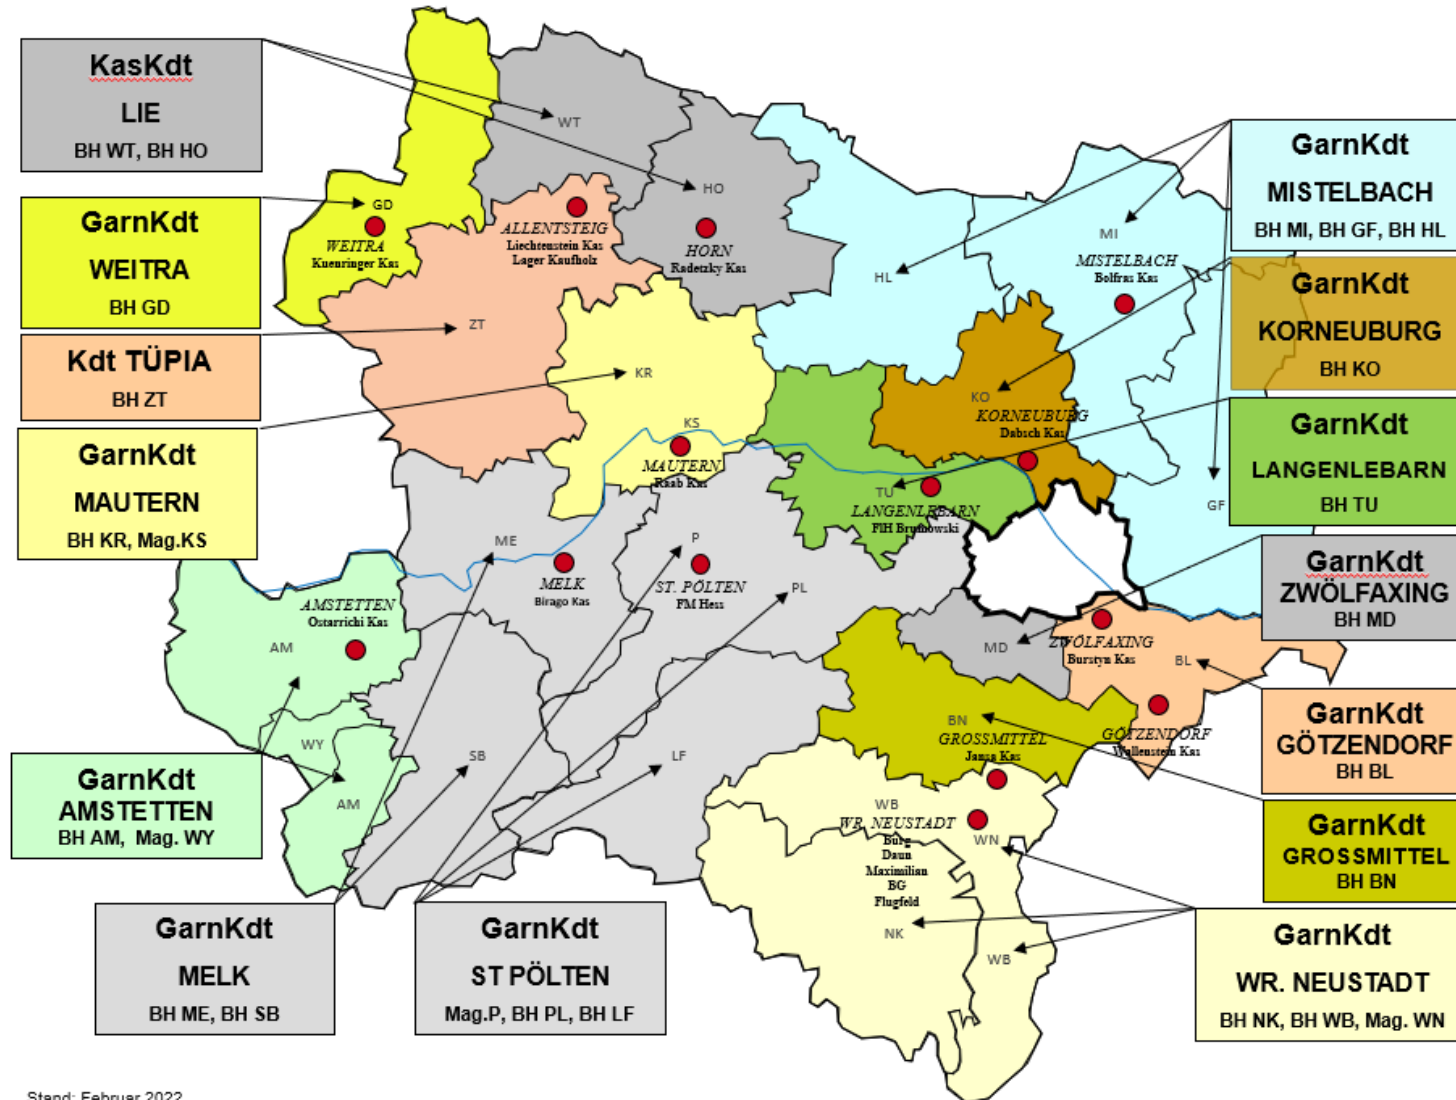 KasKdt
LIE
BH WT, BH HO
GarnKdt
WEITRA
BH GD
Kdt TÜPIA
BH ZT
GarnKdt
MAUTERN
BH KR, Mag.KS
GarnKdt
AMSTETTEN
BH AM, Mag. WY
GarnKdt
MELK
BH ME, BH SB
GarnKdt
ST PÖLTEN
Mag.P, BH PL, BH LF
GarnKdt
MISTELBACH
BH MI, BH GF, BH HL
GarnKdt
KORNEUBURG
BH KO
GarnKdt
LANGENLEBARN
BH TU
GarnKdt
ZWÖLFAXING
BH MD
GarnKdt
GÖTZENDORF
BH BL
GarnKdt
GROSSMITTEL
BH BN
GarnKdt
WR. NEUSTADT
BH NK, BH WB, Mag. WN
WT
HO
GD
WEITRA
Kuenringer Kas
ALLENTSTEIG
Liechtenstein Kas
Lager Kaufholz
HORN
Radetzky Kas
HL
MI
MISTELBACH
Bolfras Kas
ZT
KR
KS
MAUTERN
Raab Kas
KO
KORNEUBURG
Dabsch Kas
TU
LANGENLEBARN
FlH Brumowski
GF
ME
MELK
Birago Kas
P
ST. PÖLTEN
FM Hess
PL
AMSTETTEN
Ostarrichi Kas
AM
WY
AM
SB
LF
MD
ZWÖLFAXING
Burstyn Kas
BL
BN
GROSSMITTEL
Jansa Kas
GÖTZENDORF
Wallenstein Kas
WB
WR. NEUSTADT
Burg
Daun
Maximilian
BG
Flugfeld
WN
NK
WB
Stand: Februar 2022